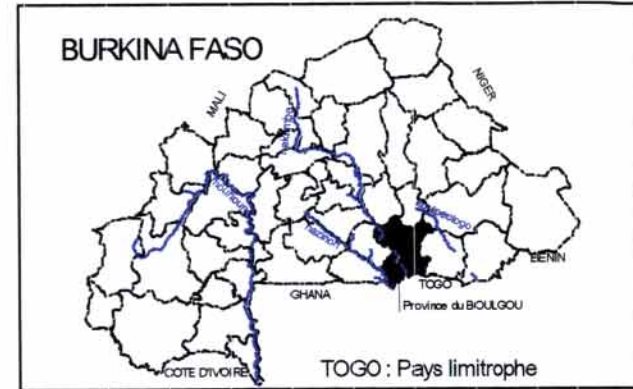 BURKINA FASO
MALI
NIGER
BENIN
TOGO
GHANA
Province du BOULGOU
COTE D'IVOIRE
TOGO : Pays limitrophe